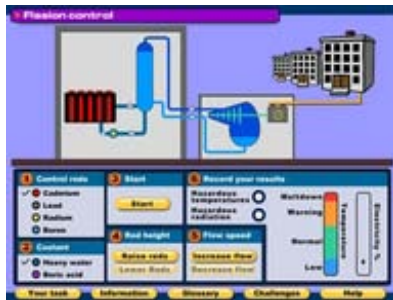 Fission control
1 Control rods
Cadmium
Lead
Radium
Boron
2 Coolant
Heavy water
Boric acid
3 Start
Start
4 Rod height
Raise rods
Lower Rods
5 Flow speed
Increase flow
Decrease flow
6 Record your results
Hazardous
temperatures
Hazardous
radiation
Meltdown
Warning
Normal
Low
Temperature
Electricity %
Your task
Information
Glossary
Challenges
Help